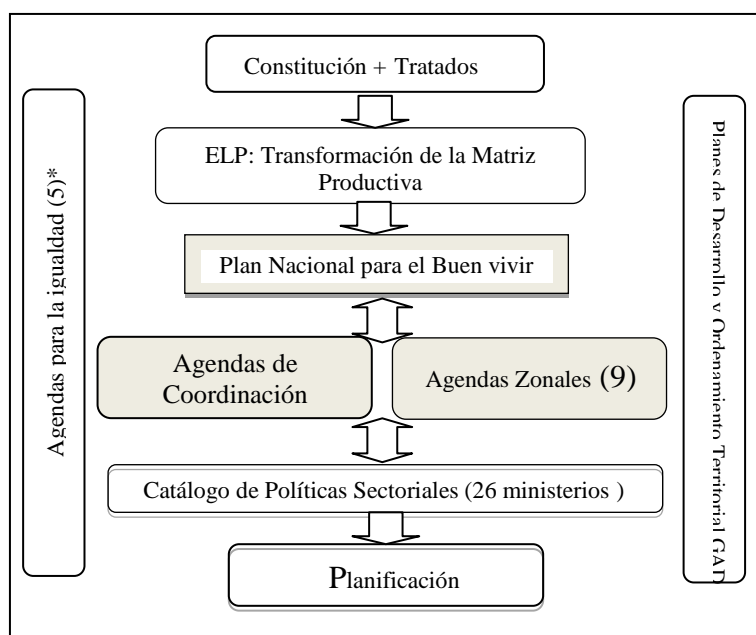 Constitución + Tratados
ELP: Transformación de la Matriz
Productiva
Plan Nacional para el Buen vivir
Agendas de
Coordinación
Agendas Zonales (9)
Catálogo de Políticas Sectoriales (26 ministerios )
Planificación
Agendas para la igualdad (5)*
Planes de Desarrollo y Ordenamiento Territorial GAD